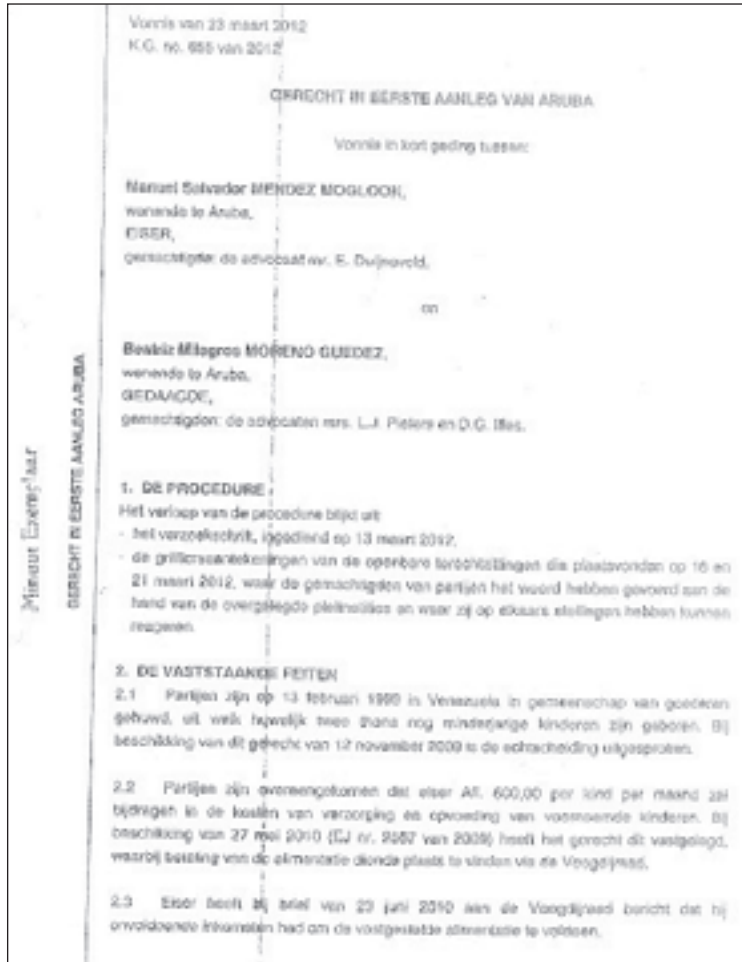 Vonnis van 23 maart 2012
K.G. no. 655 van 2012
GERECHT IN EERSTE AANLEG VAN ARUBA
Vonnis in kort geding tussen:
Manuel Salvador MENDEZ MOGLOOK,
wonende te Aruba,
EISER,
gemachtigde: de advocaat mr. E. Duijneveld,
en
Beatriz Milagros MORENO GUEDEZ,
wonende te Aruba,
GEDAAGDE,
gemachtigden: de advocaten mrs. L.J. Pieters en D.G. Illes.
Minuut Exemplaar
GERECHT IN EERSTE AANLEG ARUBA
1. DE PROCEDURE
Het verloop van de procedure blijkt uit:
- het verzoekschrift, ingediend op 13 maart 2012,
- de griffiersaantekeningen van de openbare terechtzittingen die plaatsvonden op 16 en
21 maart 2012, waar de gemachtigden van partijen het woord hebben gevoerd aan de
hand van de overgelegde pleitnotities en waar zij op elkaars stellingen hebben kunnen
reageren.
2. DE VASTSTAANDE FEITEN
2.1 Partijen zijn op 13 februari in Venezuela in gemeenschap van goederen
gehuwd, uit welk huwelijk twee thans nog minderjarige kinderen zijn geboren. Bij
beschikking van dit gerecht van 12 november 2009 is de echtscheiding uitgesproken.
2.2 Partijen zijn overeengekomen dat eiser Afl. 600,00 per kind per maand zal
bijdragen in de kosten van verzorging en opvoeding van voornoemde kinderen. Bij
beschikking van 27 mei 2010 (EJ nr. van 2009) heeft het gerecht dit vastgelegd,
waarbij betaling van de alimentatie diende plaats te vinden via de Voogdijraad.
2.3 Eiser heeft bij brief van 23 juni 2010 aan de Voogdijraad bericht dat hij
onvoldoende inkomsten had om de vastgestelde alimentatie te voldoen.